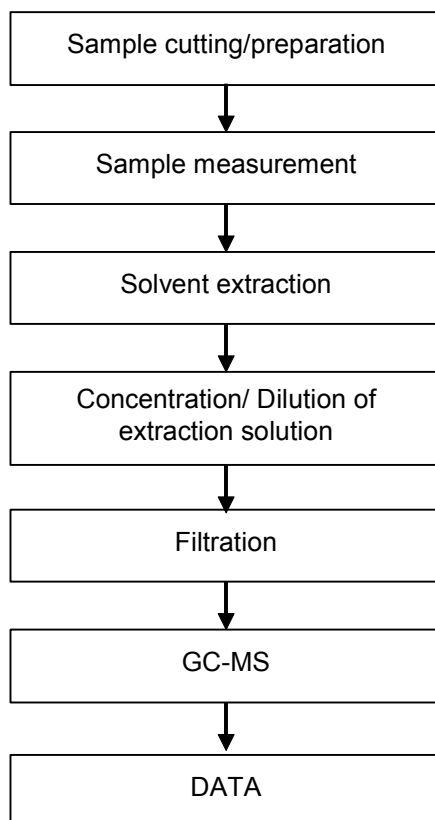 Sample cutting/preparation
Sample measurement
Solvent extraction
Concentration/ Dilution of
extraction solution
Filtration
GC-MS
DATA